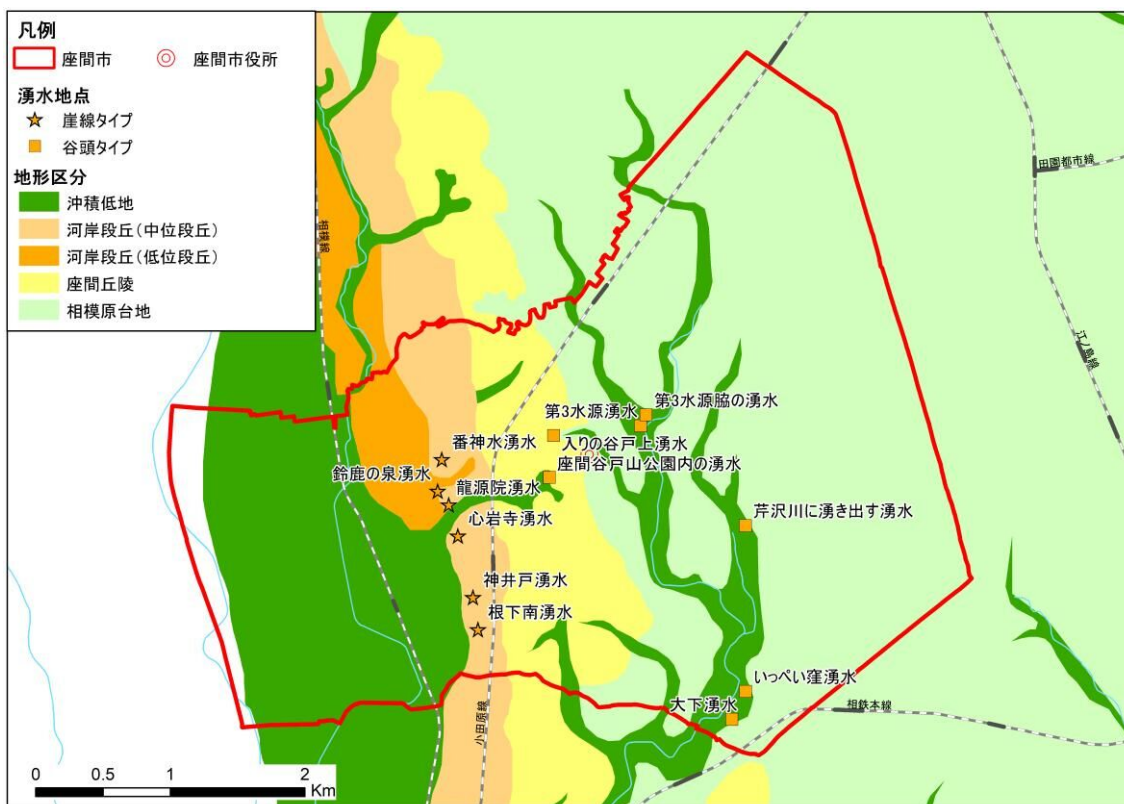 凡例
座間市
座間市役所
湧水地点
崖線タイプ
谷頭タイプ
地形区分
沖積低地
河岸段丘(中位段丘)
河岸段丘(低位段丘)
座間丘陵
相模原台地
相模線
田園都市線
江ノ島線
第3水源脇の湧水
第3水源湧水
番神水湧水
入りの谷戸上湧水
鈴鹿の泉湧水
座間谷戸山公園内の湧水
龍源院湧水
心岩寺湧水
芹沢川に湧き出す湧水
神井戸湧水
根下南湧水
いっぺい窪湧水
大下湧水
相鉄本線
小田原線
0 0.5 1 2
Km